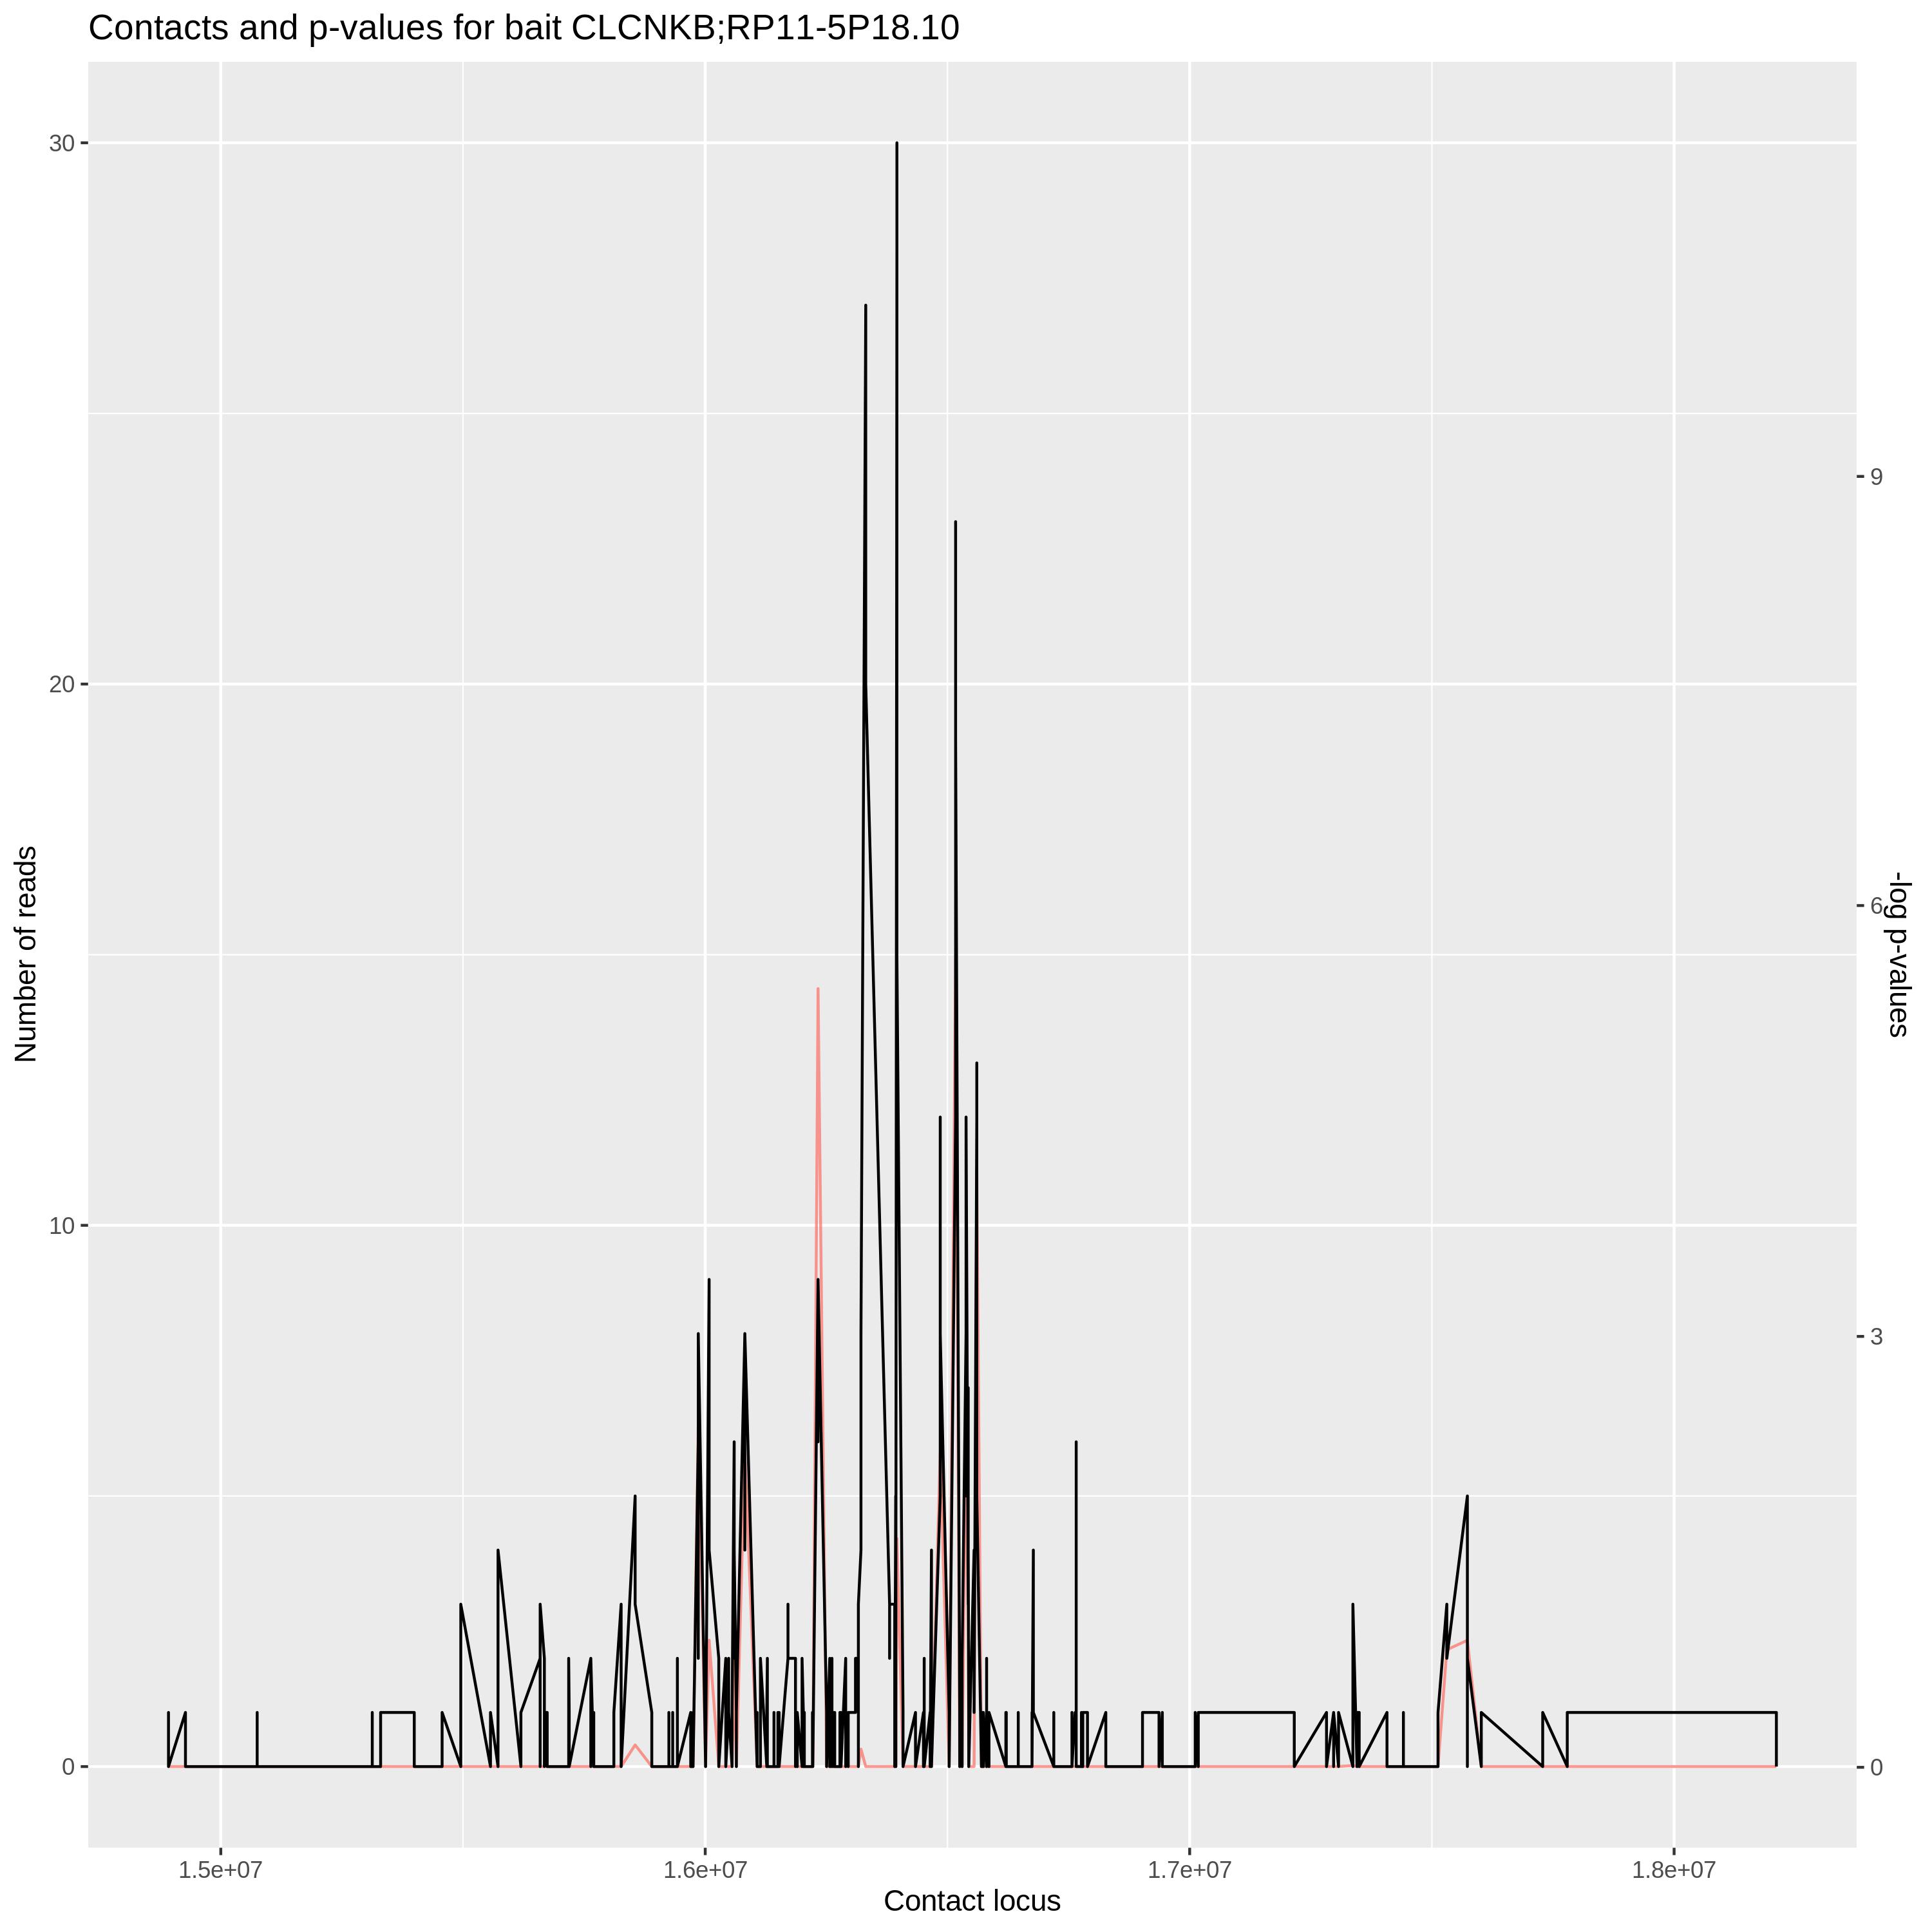 Contacts and p-values for bait CLCNKB;RP11-5P18.10
30
20
10
0
Number of reads
9
6
3
0
-log p-values
1.5e+07
1.6e+07
1.7e+07
1.8e+07
Contact locus